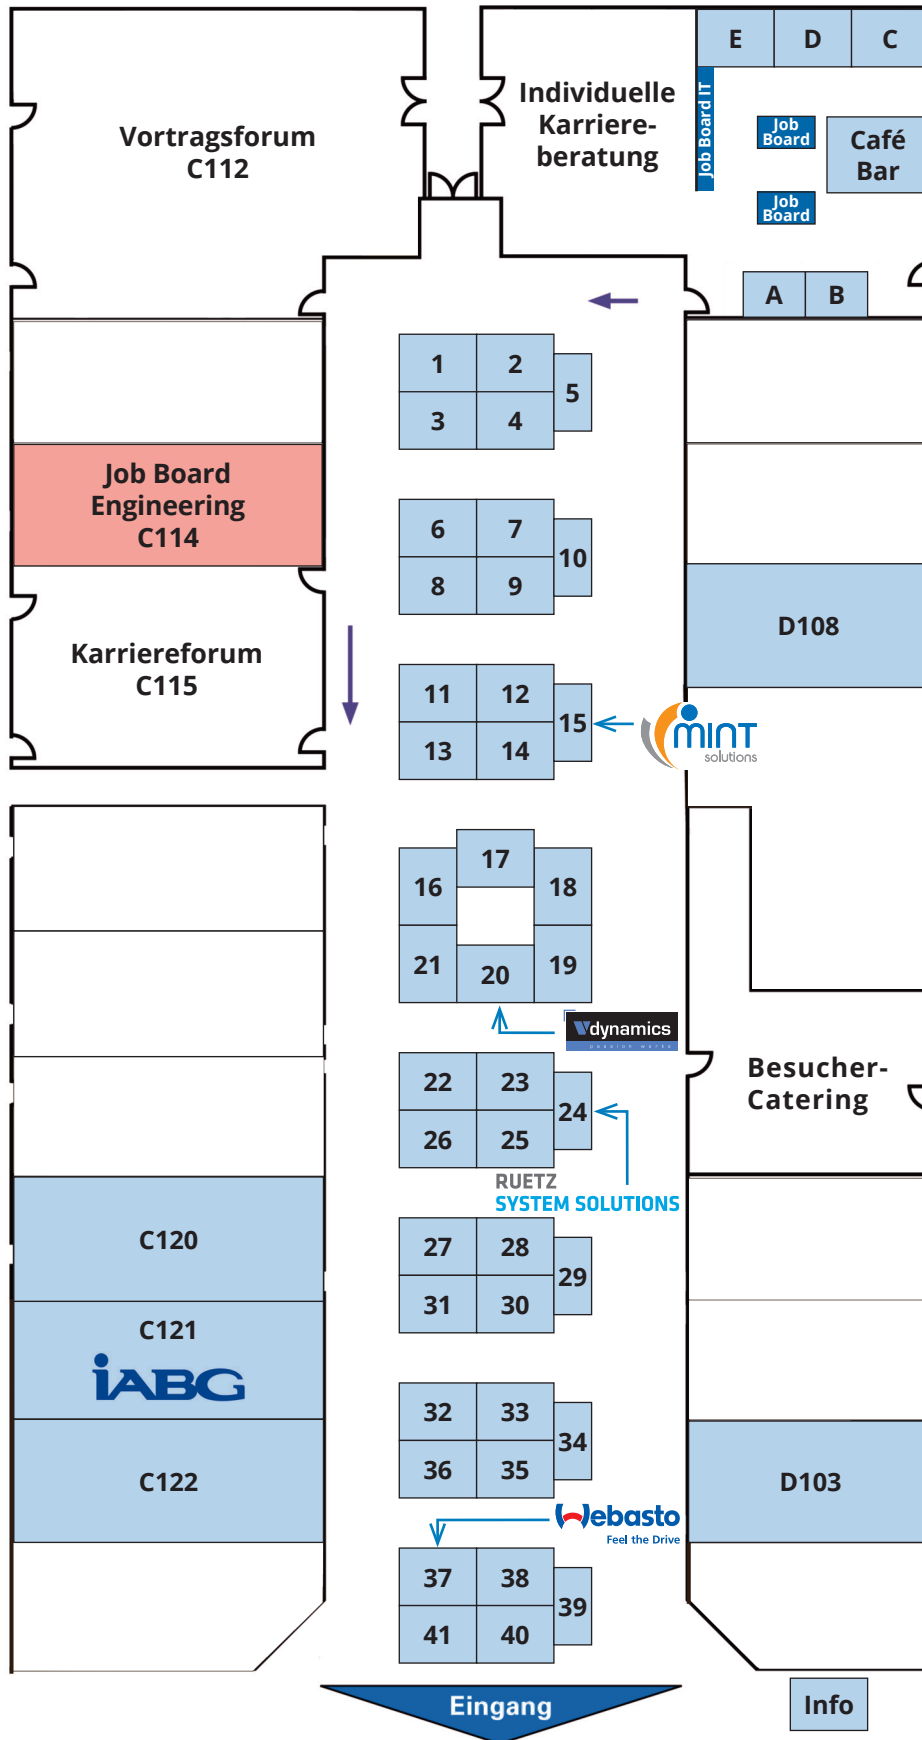 E
D
C
Job Board IT
Individuelle
Karriere-
beratung
Job
Board
Café
Bar
Job
Board
Vortragsforum
C112
A
B
1
2
3
4
5
Job Board
Engineering
C114
6
7
8
9
10
Karriereforum
C115
D108
11
12
13
14
15
MINT
solutions
16
17
18
21
20
19
Vdynamics
passion works
22
23
24
26
25
RUETZ
SYSTEM SOLUTIONS
Besucher-
Catering
C120
27
28
29
31
30
C121
iABG
32
33
34
36
35
C122
D103
Webasto
Feel the Drive
37
38
39
41
40
Eingang
Info